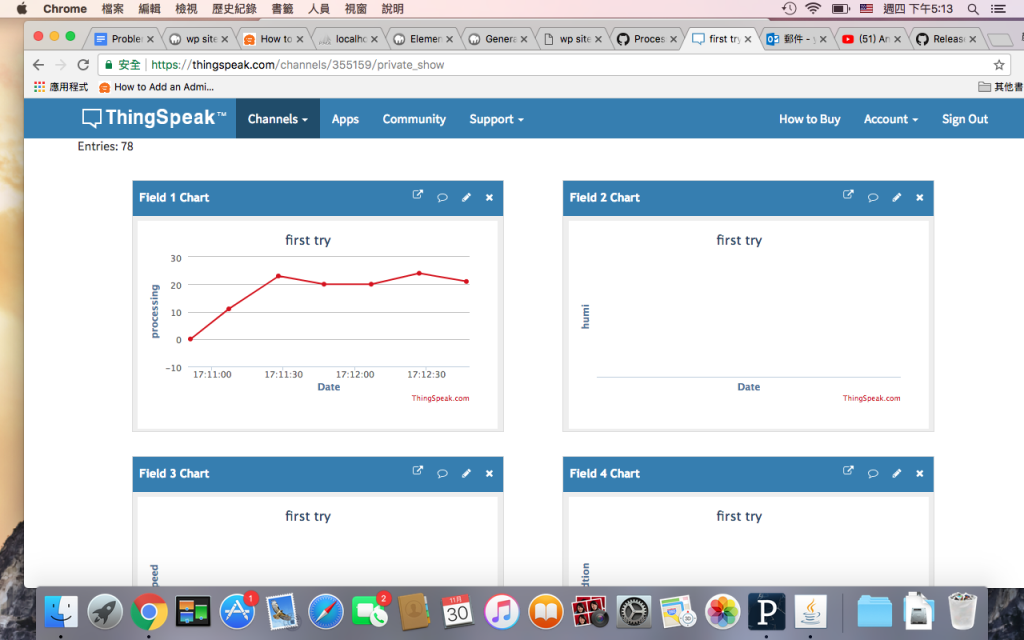 Chrome 檔案 編輯 檢視 歷史紀錄 書籤 人員 視窗 說明 週四 下午5:13
Proble wp site How to localho Elemen Genera wp site Proces first try 郵件 - (51) An Release
安全 https://thingspeak.com/channels/355159/private_show
應用程式 How to Add an Admi... 其他書
ThingSpeak™ Channels Apps Community Support How to Buy Account Sign Out
Entries: 78
Field 1 Chart
first try
processing
30
20
10
0
-10
17:11:00 17:11:30 17:12:00 17:12:30
Date
ThingSpeak.com
Field 2 Chart
first try
humi
Date
ThingSpeak.com
Field 3 Chart
first try
peed
Field 4 Chart
first try
dtion
1
2
11月
30
P